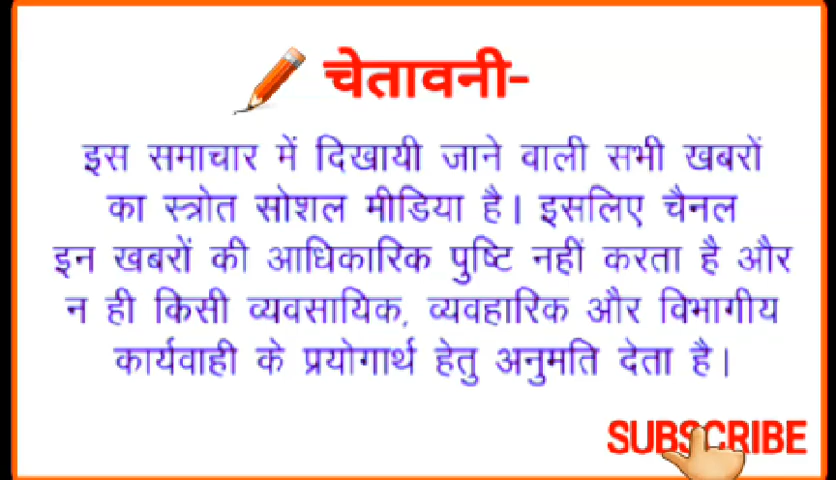 चेतावनी-
इस समाचार में दिखायी जाने वाली सभी खबरों
का स्त्रोत सोशल मीडिया है। इसलिए चैनल
इन खबरों की आधिकारिक पुष्टि नहीं करता है और
न ही किसी व्यवसायिक, व्यवहारिक और विभागीय
कार्यवाही के प्रयोगार्थ हेतु अनुमति देता है।
SUBSCRIBE